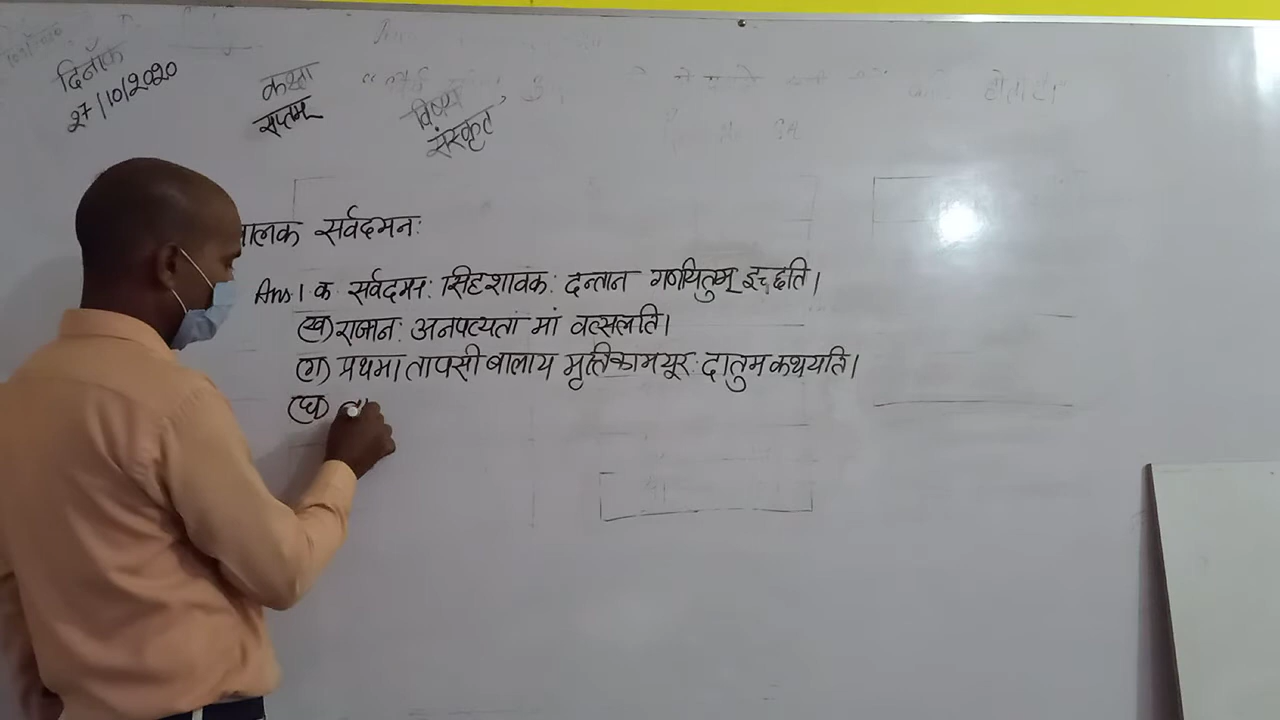 दिनाँक
27/10/2020
कक्षा
सप्तम्
विषय
संस्कृत
बालक सर्वदमनः
Ans 1 क सर्वदमनः सिंहशावकः दन्तान गणयितुम् इच्छति।
(ख) राजानः अनपत्यता मां वत्सलति।
(ग) प्रथमा तापसी बालाय मृत्तिकामयूरः दातुम कथयति।
(घ)
होता है।